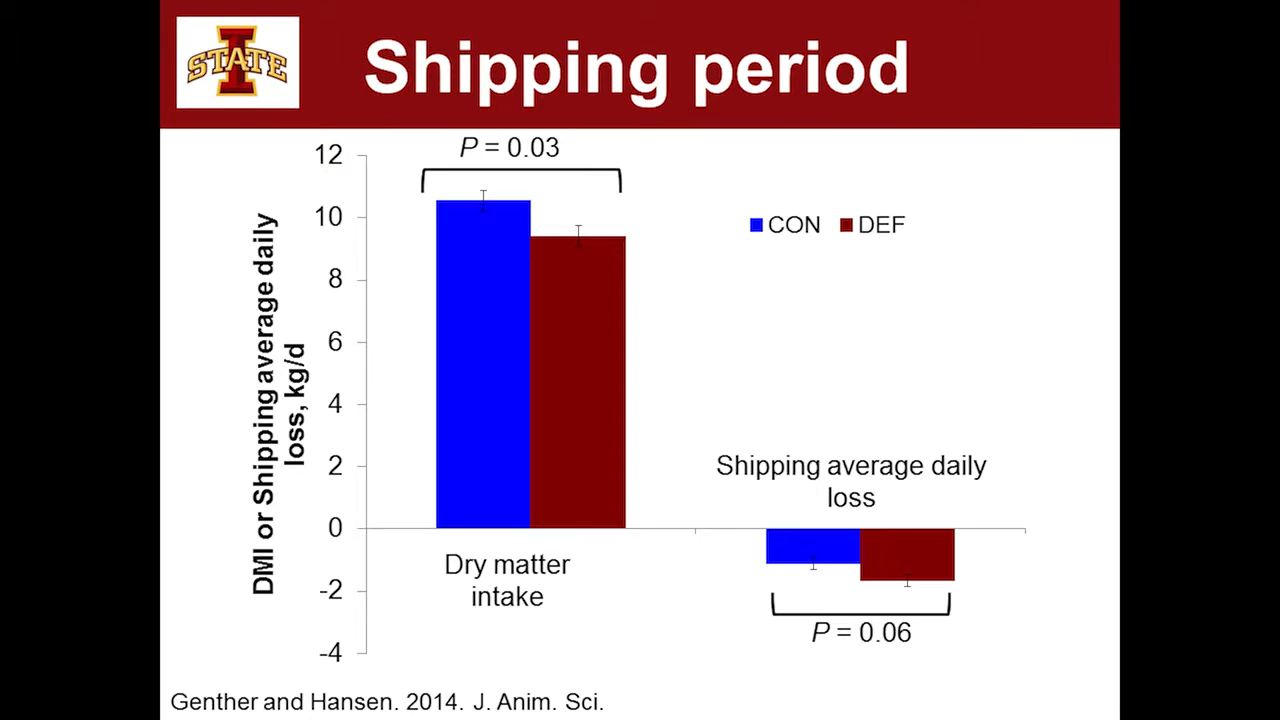 STATE
Shipping period
P = 0.03
12
10
8
6
4
2
0
-2
-4
DMI or Shipping average daily
loss, kg/d
CON
DEF
Shipping average daily
loss
Dry matter
intake
P = 0.06
Genther and Hansen. 2014. J. Anim. Sci.